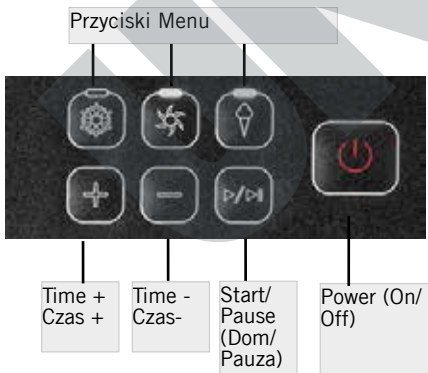 Przyciski Menu
Time +
Czas +
Time -
Czas-
Start/
Pause
(Dom/
Pauza)
Power (On/
Off)